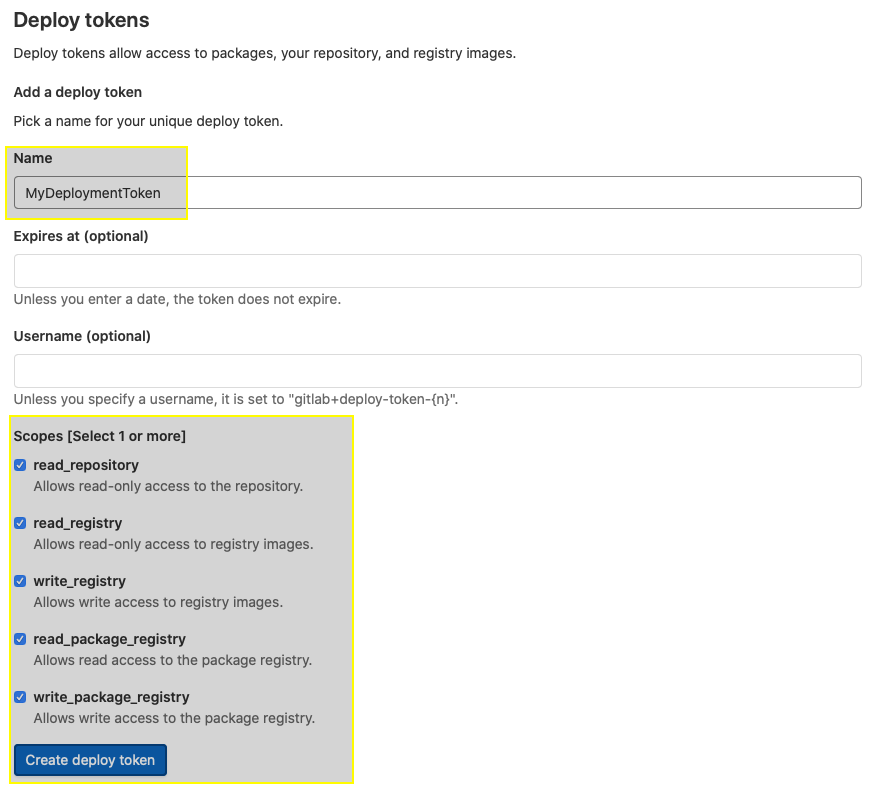 Deploy tokens
Deploy tokens allow access to packages, your repository, and registry images.
Add a deploy token
Pick a name for your unique deploy token.
Name
MyDeploymentToken
Expires at (optional)
Unless you enter a date, the token does not expire.
Username (optional)
Unless you specify a username, it is set to "gitlab+deploy-token-{n}".
Scopes [Select 1 or more]
read_repository
Allows read-only access to the repository.
read_registry
Allows read-only access to registry images.
write_registry
Allows write access to registry images.
read_package_registry
Allows read access to the package registry.
write_package_registry
Allows write access to the package registry.
Create deploy token